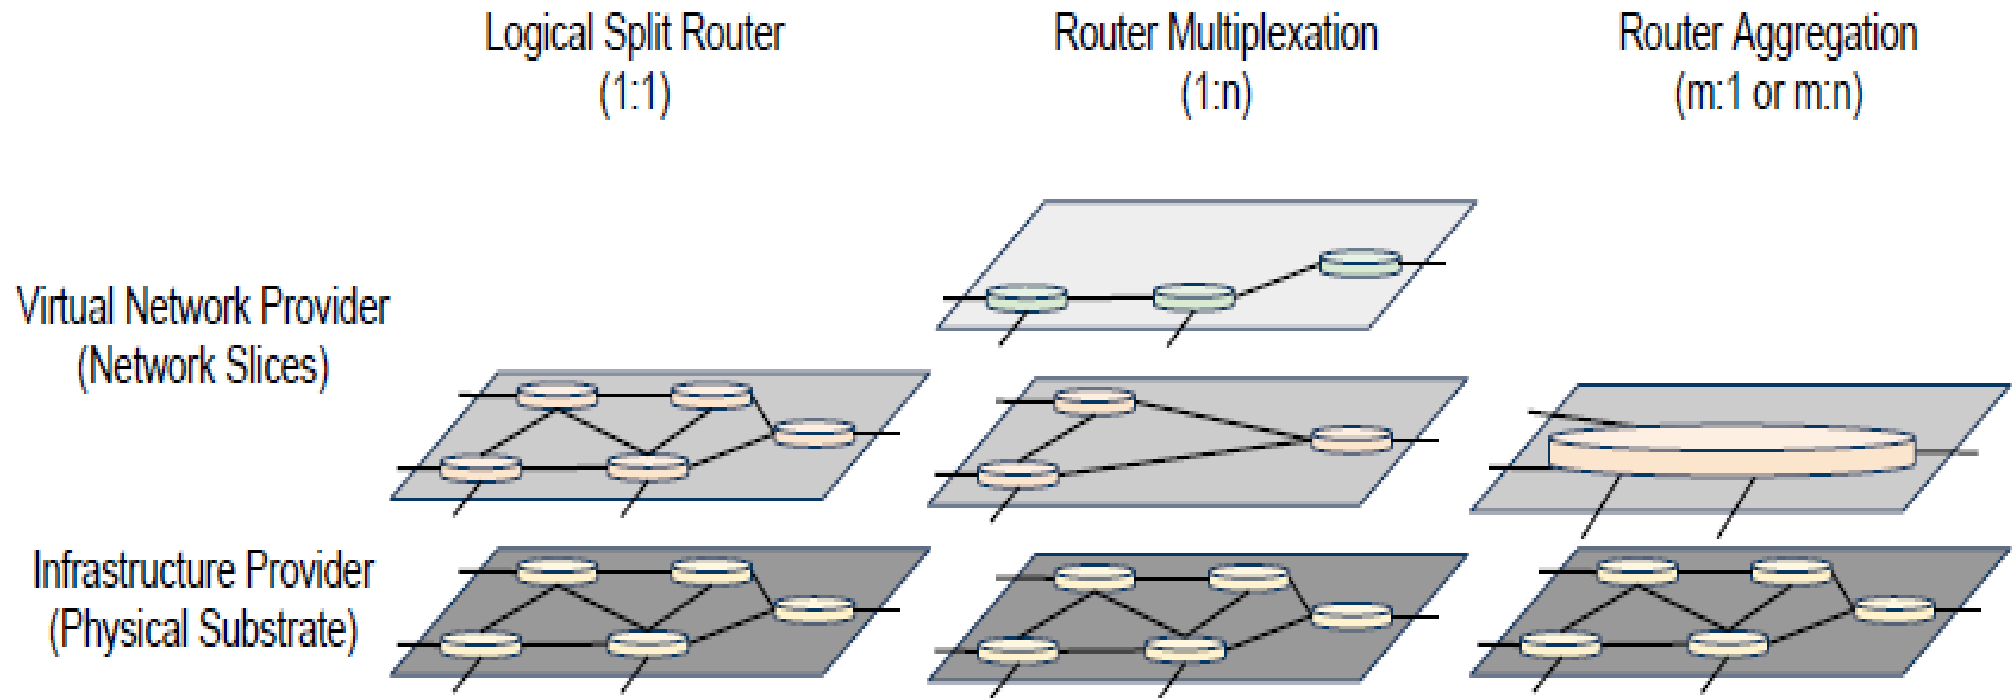 Logical Split Router
(1:1)
Router Multiplexation
(1:n)
Router Aggregation
(m:1 or m:n)
Virtual Network Provider
(Network Slices)
Infrastructure Provider
(Physical Substrate)